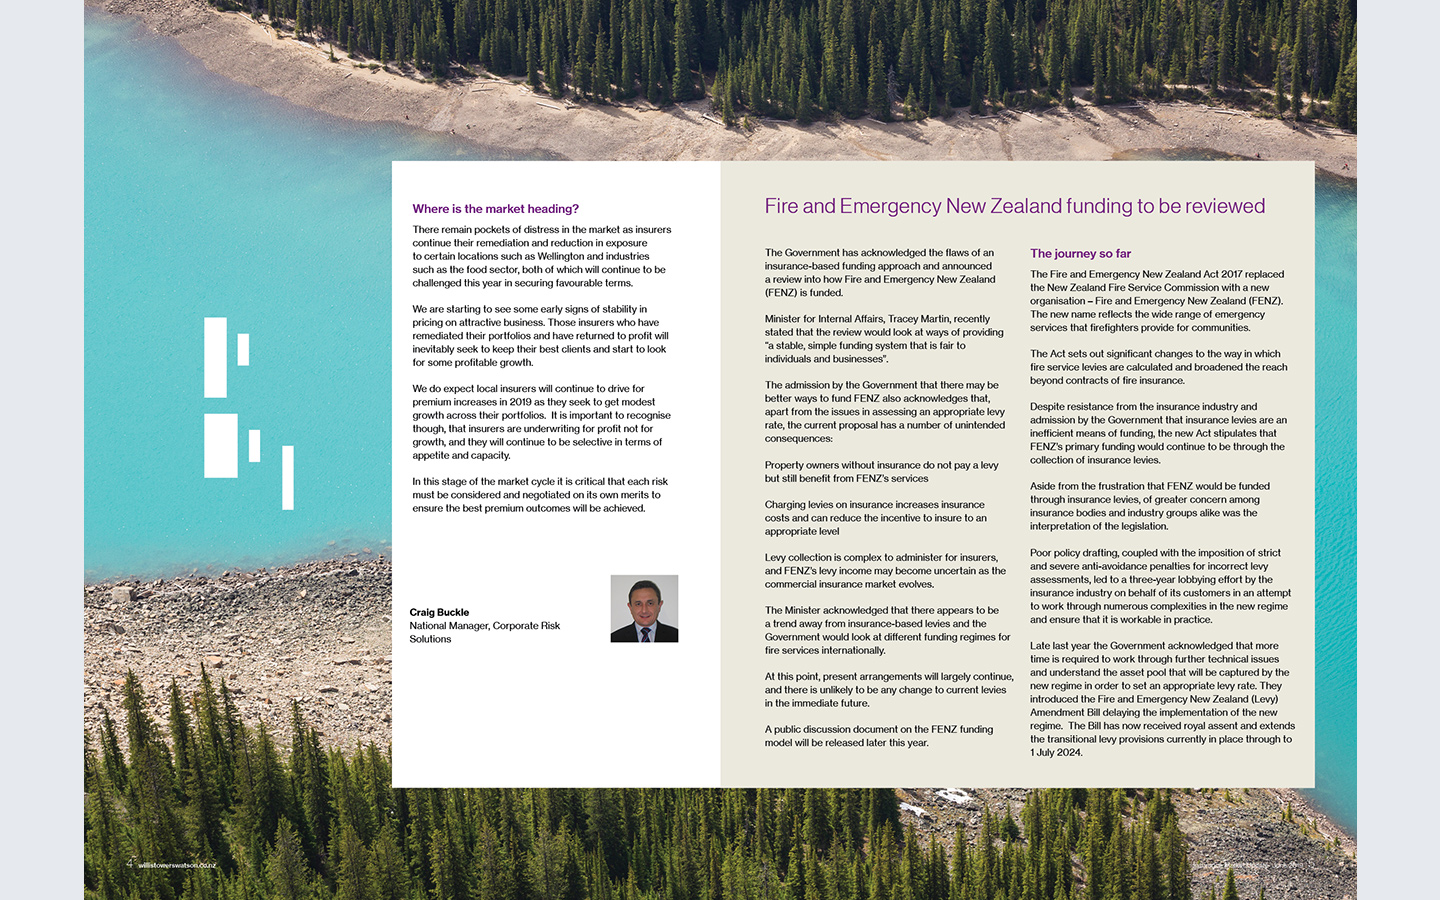 Where is the market heading?
There remain pockets of distress in the market as insurers
continue their remediation and reduction in exposure
to certain locations such as Wellington and industries
such as the food sector, both of which will continue to be
challenged this year in securing favourable terms.
We are starting to see some early signs of stability in
pricing on attractive business. Those insurers who have
remediated their portfolios and have returned to profit will
inevitably seek to keep their best clients and start to look
for some profitable growth.
We do expect local insurers will continue to drive for
premium increases in 2019 as they seek to get modest
growth across their portfolios.  It is important to recognise
though, that insurers are underwriting for profit not for
growth, and they will continue to be selective in terms of
appetite and capacity.
In this stage of the market cycle it is critical that each risk
must be considered and negotiated on its own merits to
ensure the best premium outcomes will be achieved.
Craig Buckle
National Manager, Corporate Risk
Solutions
Fire and Emergency New Zealand funding to be reviewed
The Government has acknowledged the flaws of an
insurance-based funding approach and announced
a review into how Fire and Emergency New Zealand
(FENZ) is funded.
Minister for Internal Affairs, Tracey Martin, recently
stated that the review would look at ways of providing
“a stable, simple funding system that is fair to
individuals and businesses”.
The admission by the Government that there may be
better ways to fund FENZ also acknowledges that,
apart from the issues in assessing an appropriate levy
rate, the current proposal has a number of unintended
consequences:
Property owners without insurance do not pay a levy
but still benefit from FENZ’s services
Charging levies on insurance increases insurance
costs and can reduce the incentive to insure to an
appropriate level
Levy collection is complex to administer for insurers,
and FENZ’s levy income may become uncertain as the
commercial insurance market evolves.
The Minister acknowledged that there appears to be
a trend away from insurance-based levies and the
Government would look at different funding regimes for
fire services internationally.
At this point, present arrangements will largely continue,
and there is unlikely to be any change to current levies
in the immediate future.
A public discussion document on the FENZ funding
model will be released later this year.
The journey so far
The Fire and Emergency New Zealand Act 2017 replaced
the New Zealand Fire Service Commission with a new
organisation – Fire and Emergency New Zealand (FENZ).
The new name reflects the wide range of emergency
services that firefighters provide for communities.
The Act sets out significant changes to the way in which
fire service levies are calculated and broadened the reach
beyond contracts of fire insurance.
Despite resistance from the insurance industry and
admission by the Government that insurance levies are an
inefficient means of funding, the new Act stipulates that
FENZ’s primary funding would continue to be through the
collection of insurance levies.
Aside from the frustration that FENZ would be funded
through insurance levies, of greater concern among
insurance bodies and industry groups alike was the
interpretation of the legislation.
Poor policy drafting, coupled with the imposition of strict
and severe anti-avoidance penalties for incorrect levy
assessments, led to a three-year lobbying effort by the
insurance industry on behalf of its customers in an attempt
to work through numerous complexities in the new regime
and ensure that it is workable in practice.
Late last year the Government acknowledged that more
time is required to work through further technical issues
and understand the asset pool that will be captured by the
new regime in order to set an appropriate levy rate. They
introduced the Fire and Emergency New Zealand (Levy)
Amendment Bill delaying the implementation of the new
regime.  The Bill has now received royal assent and extends
the transitional levy provisions currently in place through to
1 July 2024.
4 willistowerswatson.co.nz